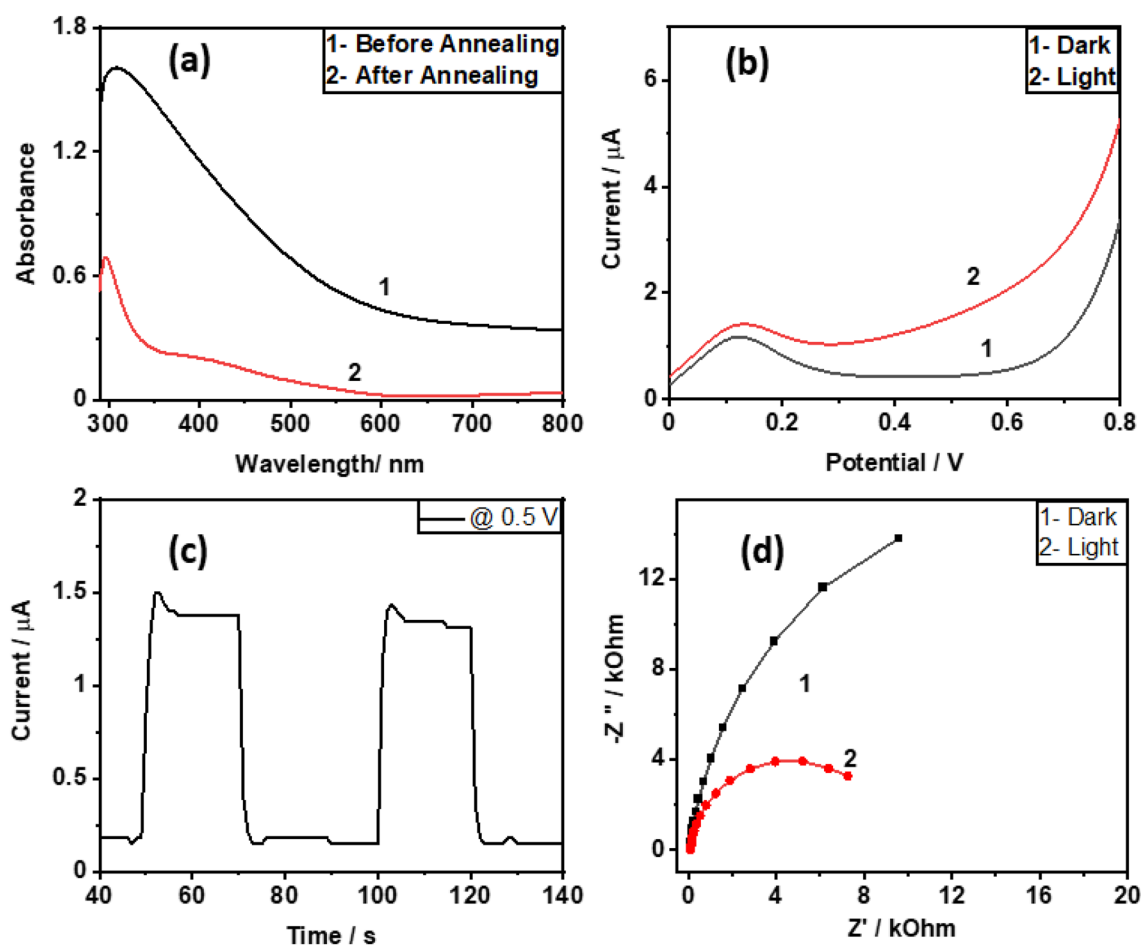 1.8
1.2
0.6
0.0
Absorbance
(a)
1- Before Annealing
2- After Annealing
1
2
300 400 500 600 700 800
Wavelength/ nm
6
4
2
0
Current / μA
(b)
1- Dark
2- Light
2
1
0 0.2 0.4 0.6 0.8
Potential / V
2
1.5
1
0.5
0
Current / μA
(c)
@ 0.5 V
40 60 80 100 120 140
Time / s
12
8
4
0
-Z '' / kOhm
(d)
1- Dark
2- Light
1
2
0 4 8 12 16 20
Z' / kOhm